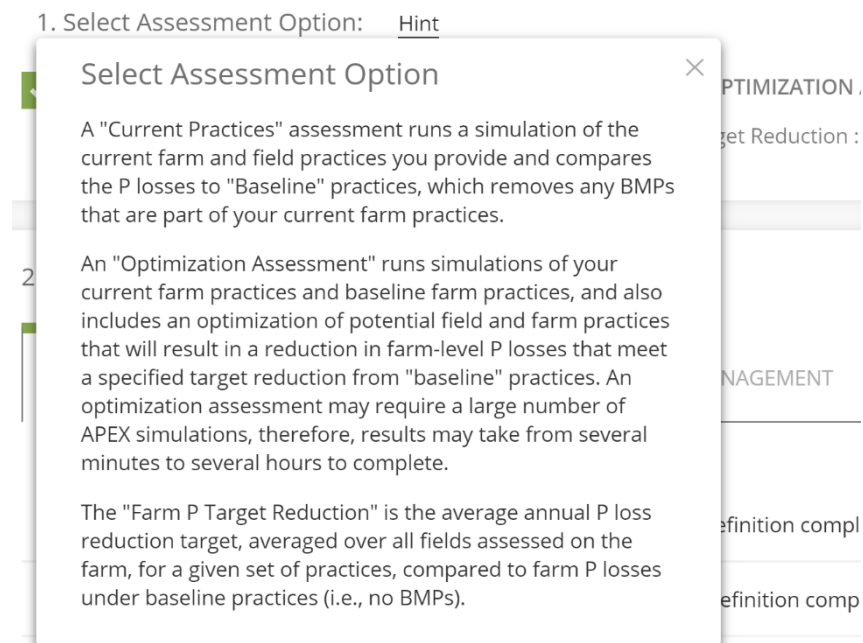 1. Select Assessment Option: Hint
Select Assessment Option
PTIMIZATION
A "Current Practices" assessment runs a simulation of the
current farm and field practices you provide and compares
get Reduction :
the P losses to "Baseline" practices, which removes any BMPs
that are part of your current farm practices.
2
An "Optimization Assessment" runs simulations of your
current farm practices and baseline farm practices, and also
includes an optimization of potential field and farm practices
that will result in a reduction in farm-level P losses that meet
a specified target reduction from "baseline" practices. An
NAGEMENT
optimization assessment may require a large number of
APEX simulations, therefore, results may take from several
minutes to several hours to complete.
The "Farm P Target Reduction" is the average annual P loss
reduction target, averaged over all fields assessed on the
efinition compl
farm, for a given set of practices, compared to farm P losses
under baseline practices (i.e., no BMPs).
efinition comp